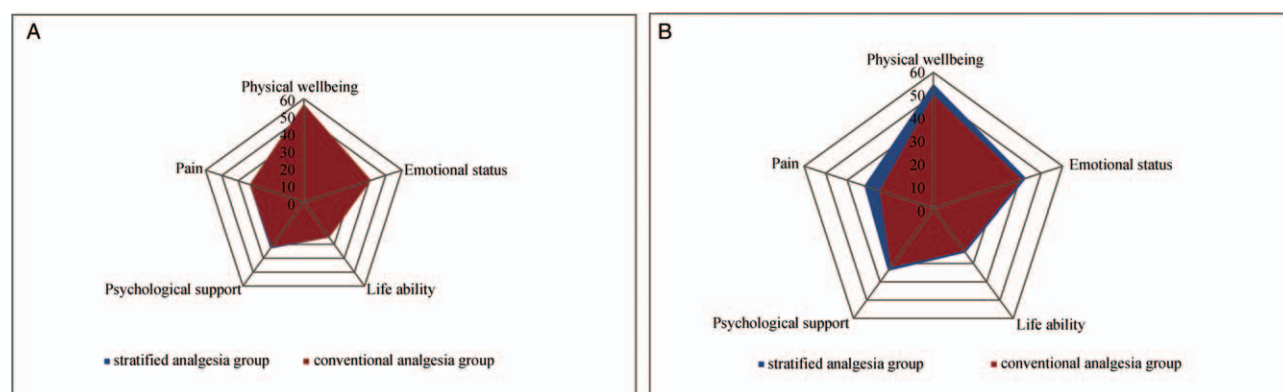 A
Physical wellbeing
60
50
40
30
20
10
0
Pain
Emotional status
Psychological support
Life ability
stratified analgesia group
conventional analgesia group
B
Physical wellbeing
60
50
40
30
20
10
0
Pain
Emotional status
Psychological support
Life ability
stratified analgesia group
conventional analgesia group